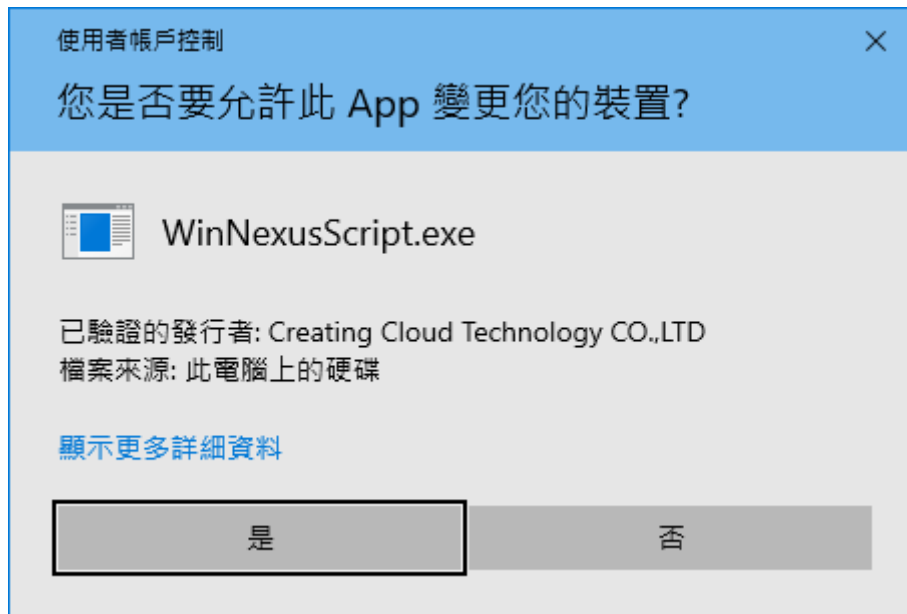 使用者帳戶控制
您是否要允許此 App 變更您的裝置?
WinNexusScript.exe
已驗證的發行者: Creating Cloud Technology CO.,LTD
檔案來源: 此電腦上的硬碟
顯示更多詳細資料
是
否